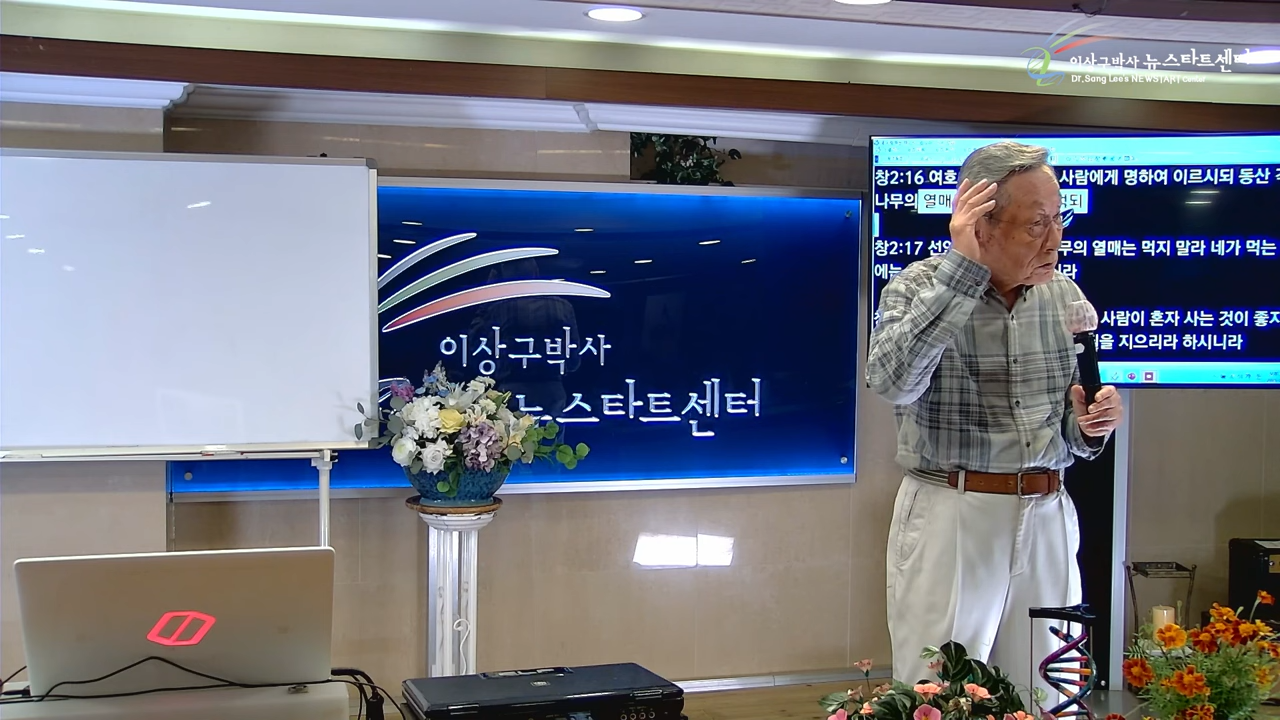 이상구박사 뉴스타트센터
Dr. Sang Lee's NEWSTART Center
창2:16 여호 사람에게 명하여 이르시되 동산
나무의 열매 되
창2:17 선 무의 열매는 먹지 말라 네가 먹는
에는 라
사람이 혼자 사는 것이 좋지
을 지으리라 하시니라
이상구박사
뉴스타트센터